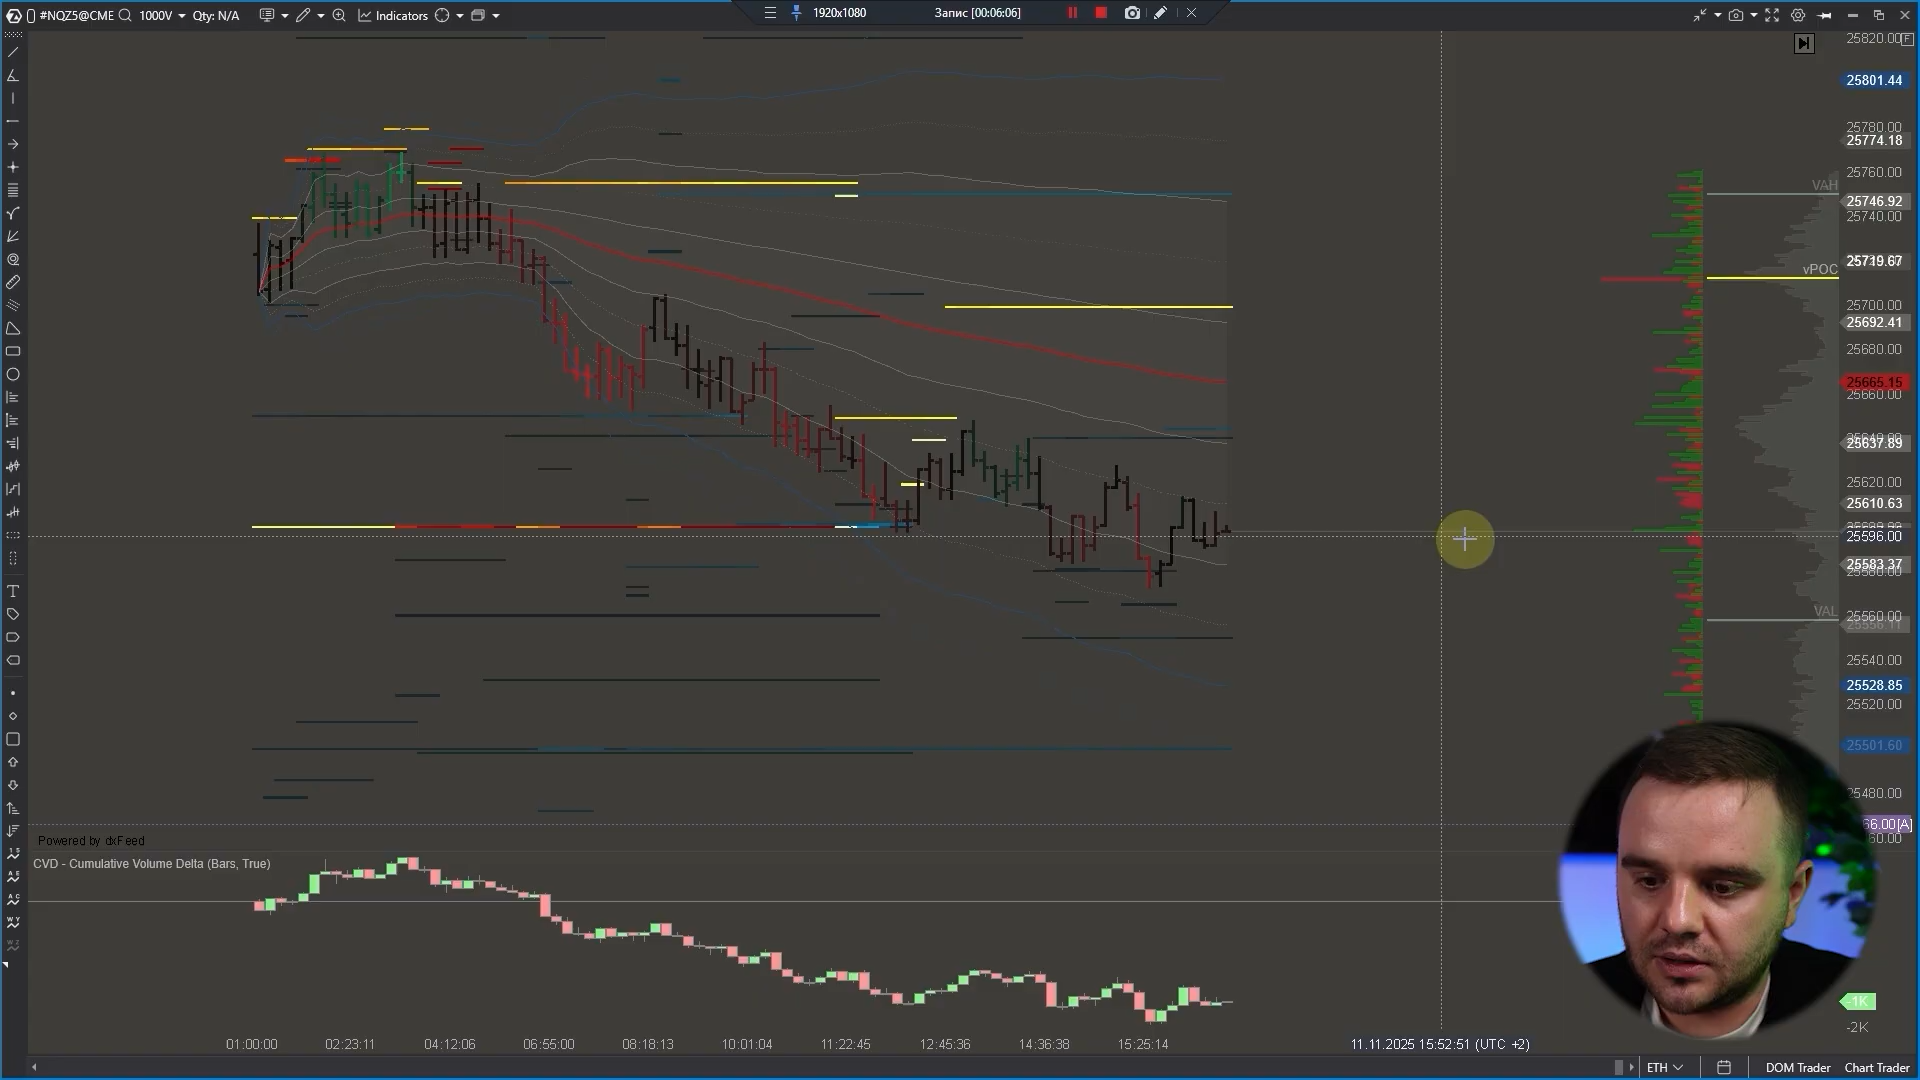 #NQZ5@CME 1000V Qty: N/A Indicators
1920x1080 Запис [00:06:06]
25820.00 F
25801.44
25780.00
25774.18
25760.00
VAH
25746.92
25740.00
25719.67
vPOC
25700.00
25692.41
25680.00
25665.15
25660.00
25637.89
25620.00
25610.63
25596.00
25583.37
25560.00
VAL
25556.11
25540.00
25528.85
25520.00
25501.60
25480.00
66.00[A]
Powered by dxFeed
CVD - Cumulative Volume Delta (Bars, True)
-1K
-2K
01:00:00 02:23:11 04:12:06 06:55:00 08:18:13 10:01:04 11:22:45 12:45:36 14:36:38 15:25:14 11.11.2025 15:52:51 (UTC +2)
ETH DOM Trader Chart Trader